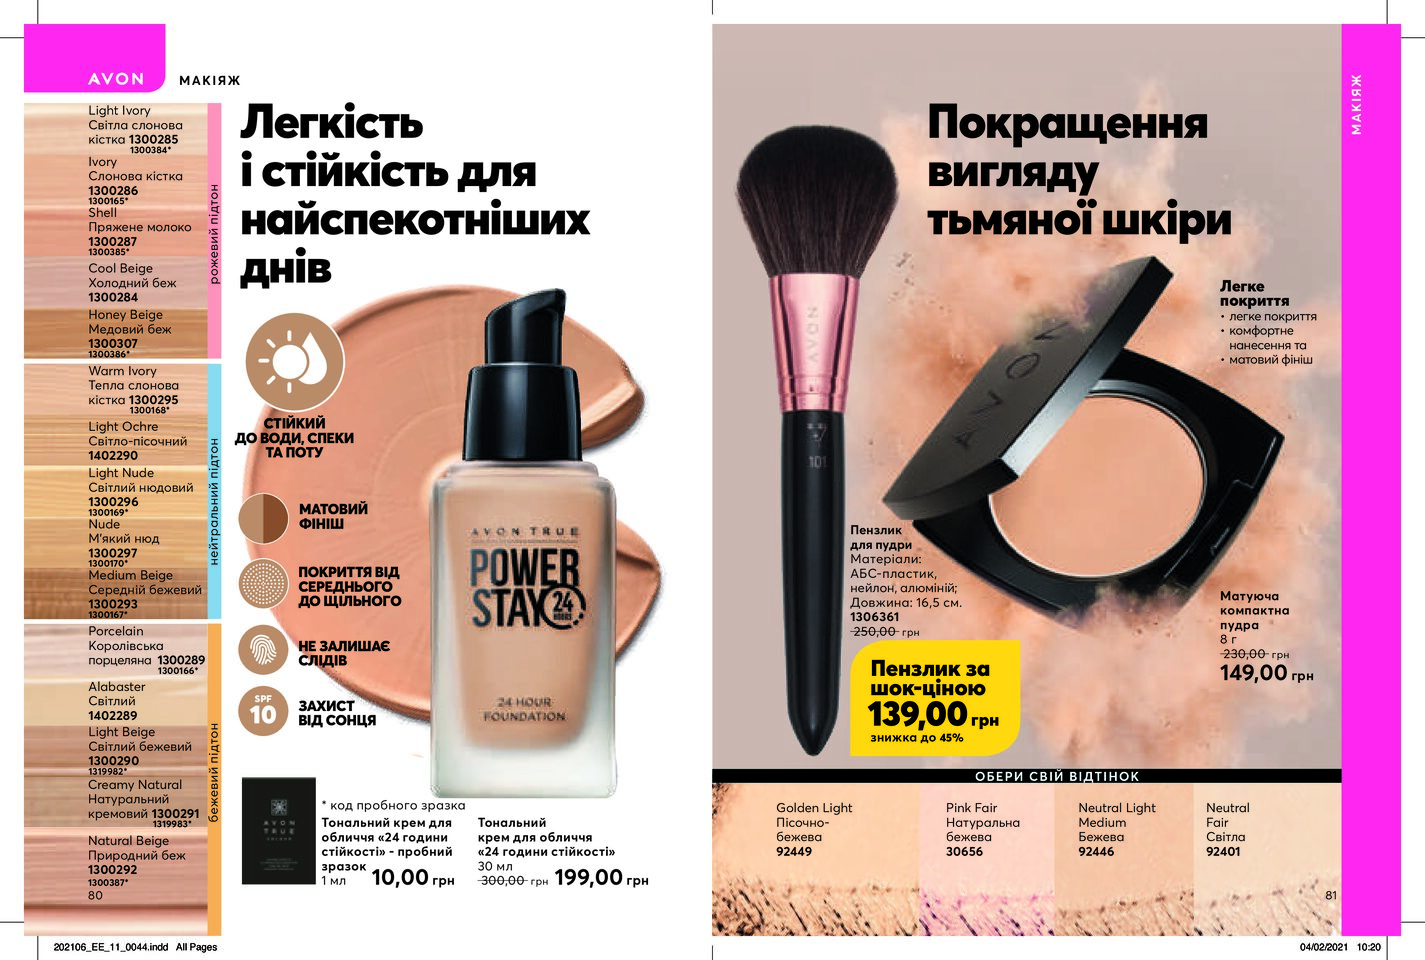 AVON
МАКІЯЖ
Light Ivory
Світла слонова
кістка 1300285
1300384*
Ivory
Слонова кістка
1300286
1300165*
Shell
Пряжене молоко
1300287
1300385*
Cool Beige
Холодний беж
1300284
Honey Beige
Медовий беж
1300307
1300386*
рожевий підтон
Warm Ivory
Тепла слонова
кістка 1300295
1300168*
Light Ochre
Світло-пісочний
1402290
Light Nude
Світлий нюдовий
1300296
1300169*
Nude
М'який нюд
1300297
1300170*
Medium Beige
Середній бежевий
1300293
1300167*
нейтральний підтон
Porcelain
Королівська
порцеляна 1300289
1300166*
Alabaster
Світлий
1402289
Light Beige
Світлий бежевий
1300290
1319982*
Creamy Natural
Натуральний
кремовий 1300291
1319983*
Natural Beige
Природний беж
1300292
1300387*
бежевий підтон
80
Легкість
і стійкість для
найспекотніших
днів
СТІЙКИЙ
ДО ВОДИ, СПЕКИ
ТА ПОТУ
МАТОВИЙ
ФІНІШ
ПОКРИТТЯ ВІД
СЕРЕДНЬОГО
ДО ЩІЛЬНОГО
НЕ ЗАЛИШАЄ
СЛІДІВ
SPF
10
ЗАХИСТ
ВІД СОНЦЯ
AVON TRUE
POWER
STAY
24
HOURS
24 HOUR
FOUNDATION
AVON
TRUE
* код пробного зразка
Тональний крем для
обличчя «24 години
стійкості» - пробний
зразок
1 мл 10,00 грн
Тональний
крем для обличчя
«24 години стійкості»
30 мл
300,00 грн 199,00 грн
Покращення
вигляду
тьмяної шкіри
МАКІЯЖ
AVON
101
AVON
Легке
покриття
• легке покриття
• комфортне
нанесення та
• матовий фініш
Пензлик
для пудри
Матеріали:
АБС-пластик,
нейлон, алюміній;
Довжина: 16,5 см.
1306361
250,00 грн
Пензлик за
шок-ціною
139,00 грн
знижка до 45%
Матуюча
компактна
пудра
8 г
230,00 грн
149,00 грн
ОБЕРИ СВІЙ ВІДТІНОК
Golden Light
Пісочно-
бежева
92449
Pink Fair
Натуральна
бежева
30656
Neutral Light
Medium
Бежева
92446
Neutral
Fair
Світла
92401
81
202106_EE_11_0044.indd All Pages
04/02/2021 10:20